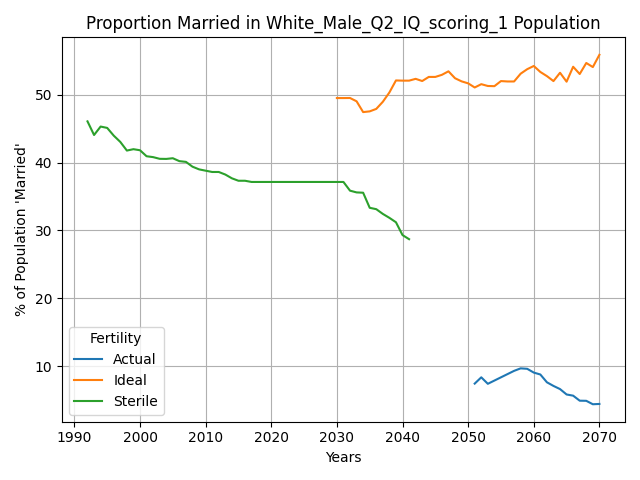 Proportion Married in White_Male_Q2_IQ_scoring_1 Population
% of Population 'Married'
50
40
30
20
10
Fertility
Actual
Ideal
Sterile
1990 2000 2010 2020 2030 2040 2050 2060 2070
Years